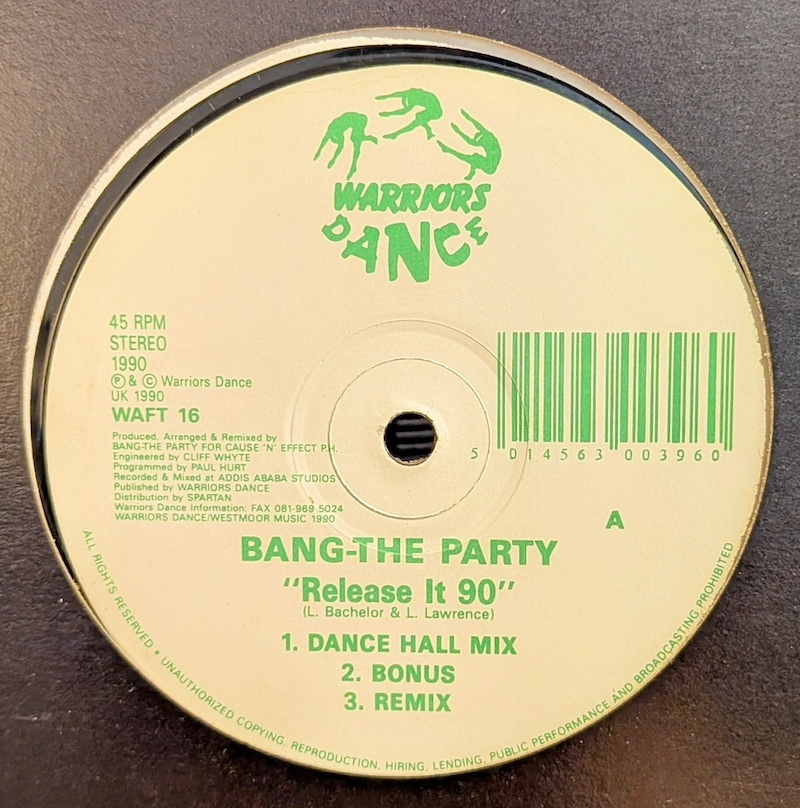 WARRIORS
DANCE
45 RPM
STEREO
1990
Ⓟ & © Warriors Dance
UK 1990
WAFT 16
Produced, Arranged & Remixed by
BANG-THE PARTY FOR CAUSE 'N' EFFECT P.H.
Engineered by CLIFF WHYTE
Programmed by PAUL HURT
Recorded & Mixed at ADDIS ABABA STUDIOS
Published by WARRIORS DANCE
Distribution by SPARTAN
Warriors Dance Information: FAX 081-969 5024
WARRIORS DANCE/WESTMOOR MUSIC 1990
5 014563 003960
A
BANG-THE PARTY
“Release It 90”
(L. Bachelor & L. Lawrence)
1. DANCE HALL MIX
2. BONUS
3. REMIX
ALL RIGHTS RESERVED • UNAUTHORIZED COPYING, REPRODUCTION, HIRING, LENDING, PUBLIC PERFORMANCE AND BROADCASTING PROHIBITED